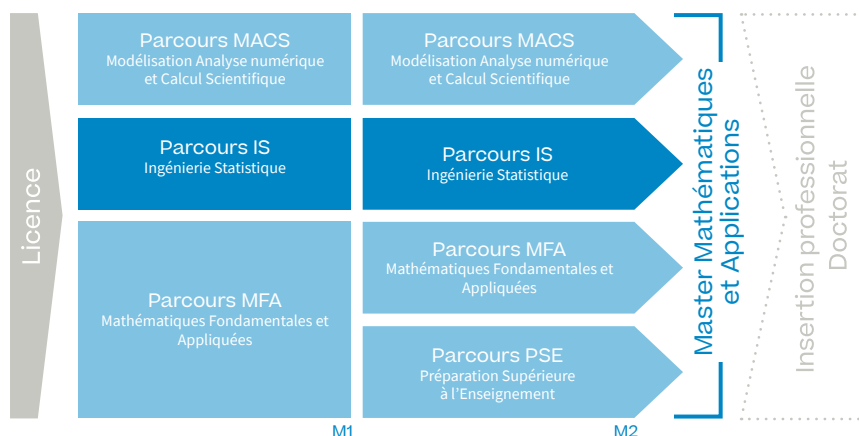 Licence
Parcours MACS
Modélisation Analyse numérique
et Calcul Scientifique
Parcours MACS
Modélisation Analyse numérique
et Calcul Scientifique
Parcours IS
Ingénierie Statistique
Parcours IS
Ingénierie Statistique
Parcours MFA
Mathématiques Fondamentales et
Appliquées
Parcours MFA
Mathématiques Fondamentales et
Appliquées
Parcours PSE
Préparation Supérieure
à l’Enseignement
Master Mathématiques
et Applications
Insertion professionnelle
Doctorat
M1
M2